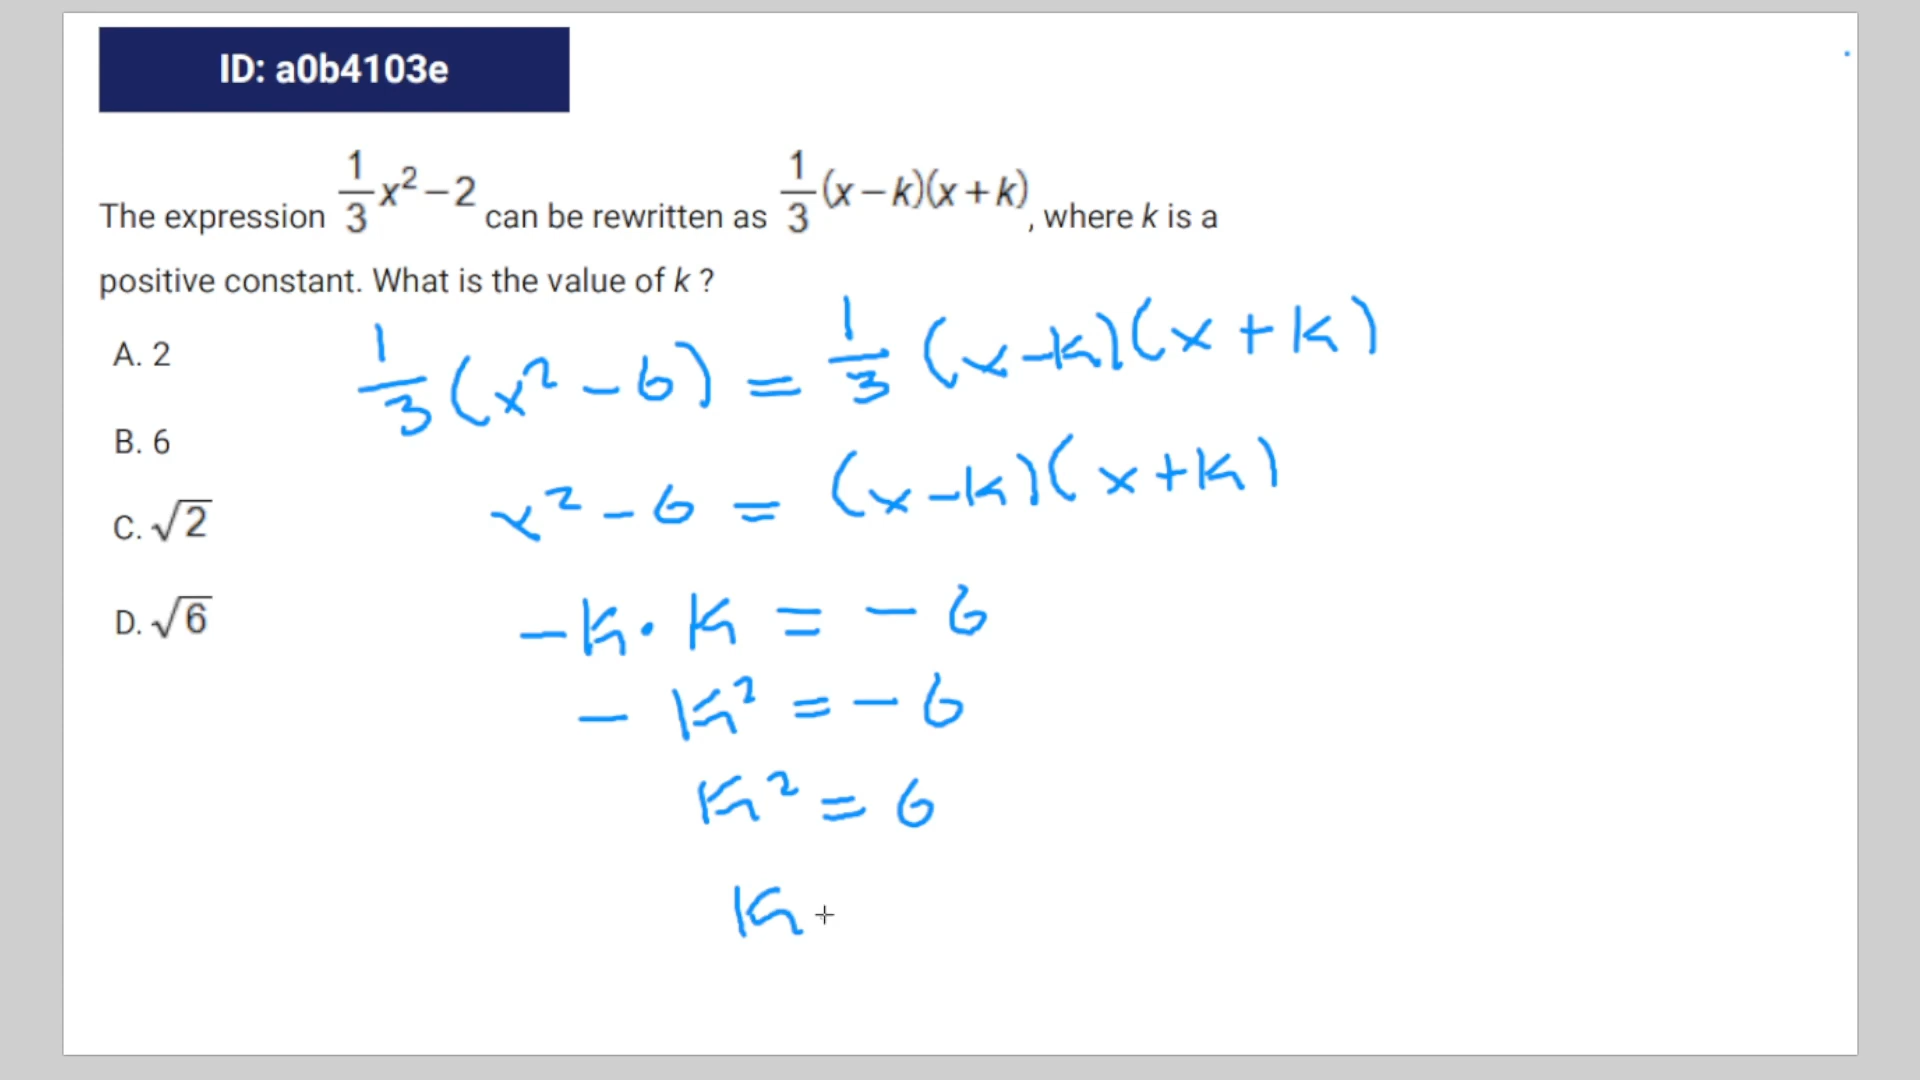 ID: a0b4103e
The expression 1/3 x² − 2 can be rewritten as 1/3 (x − k)(x + k), where k is a
positive constant. What is the value of k ?
A. 2
B. 6
C. √2
D. √6
1/3 (x² − 6) = 1/3 (x − k)(x + k)
x² − 6 = (x − k)(x + k)
−k · k = −6
−k² = −6
k² = 6
k